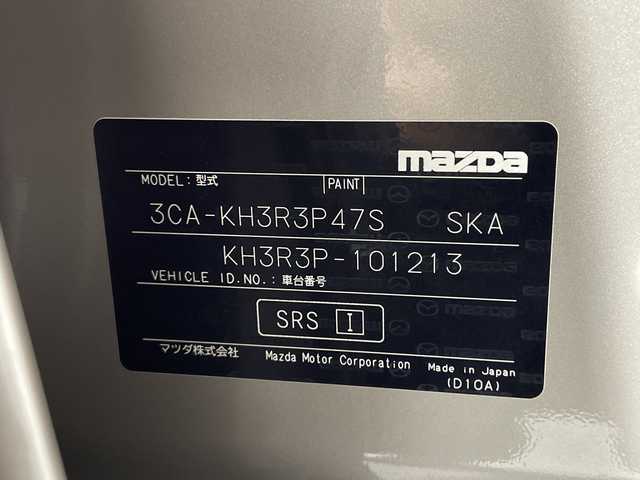 mazda
MODEL: 型式 PAINT
3CA-KH3R3P47S SKA
KH3R3P-101213
VEHICLE ID.NO.: 車台番号
SRS I
マツダ株式会社 Mazda Motor Corporation Made in Japan
(D10A)